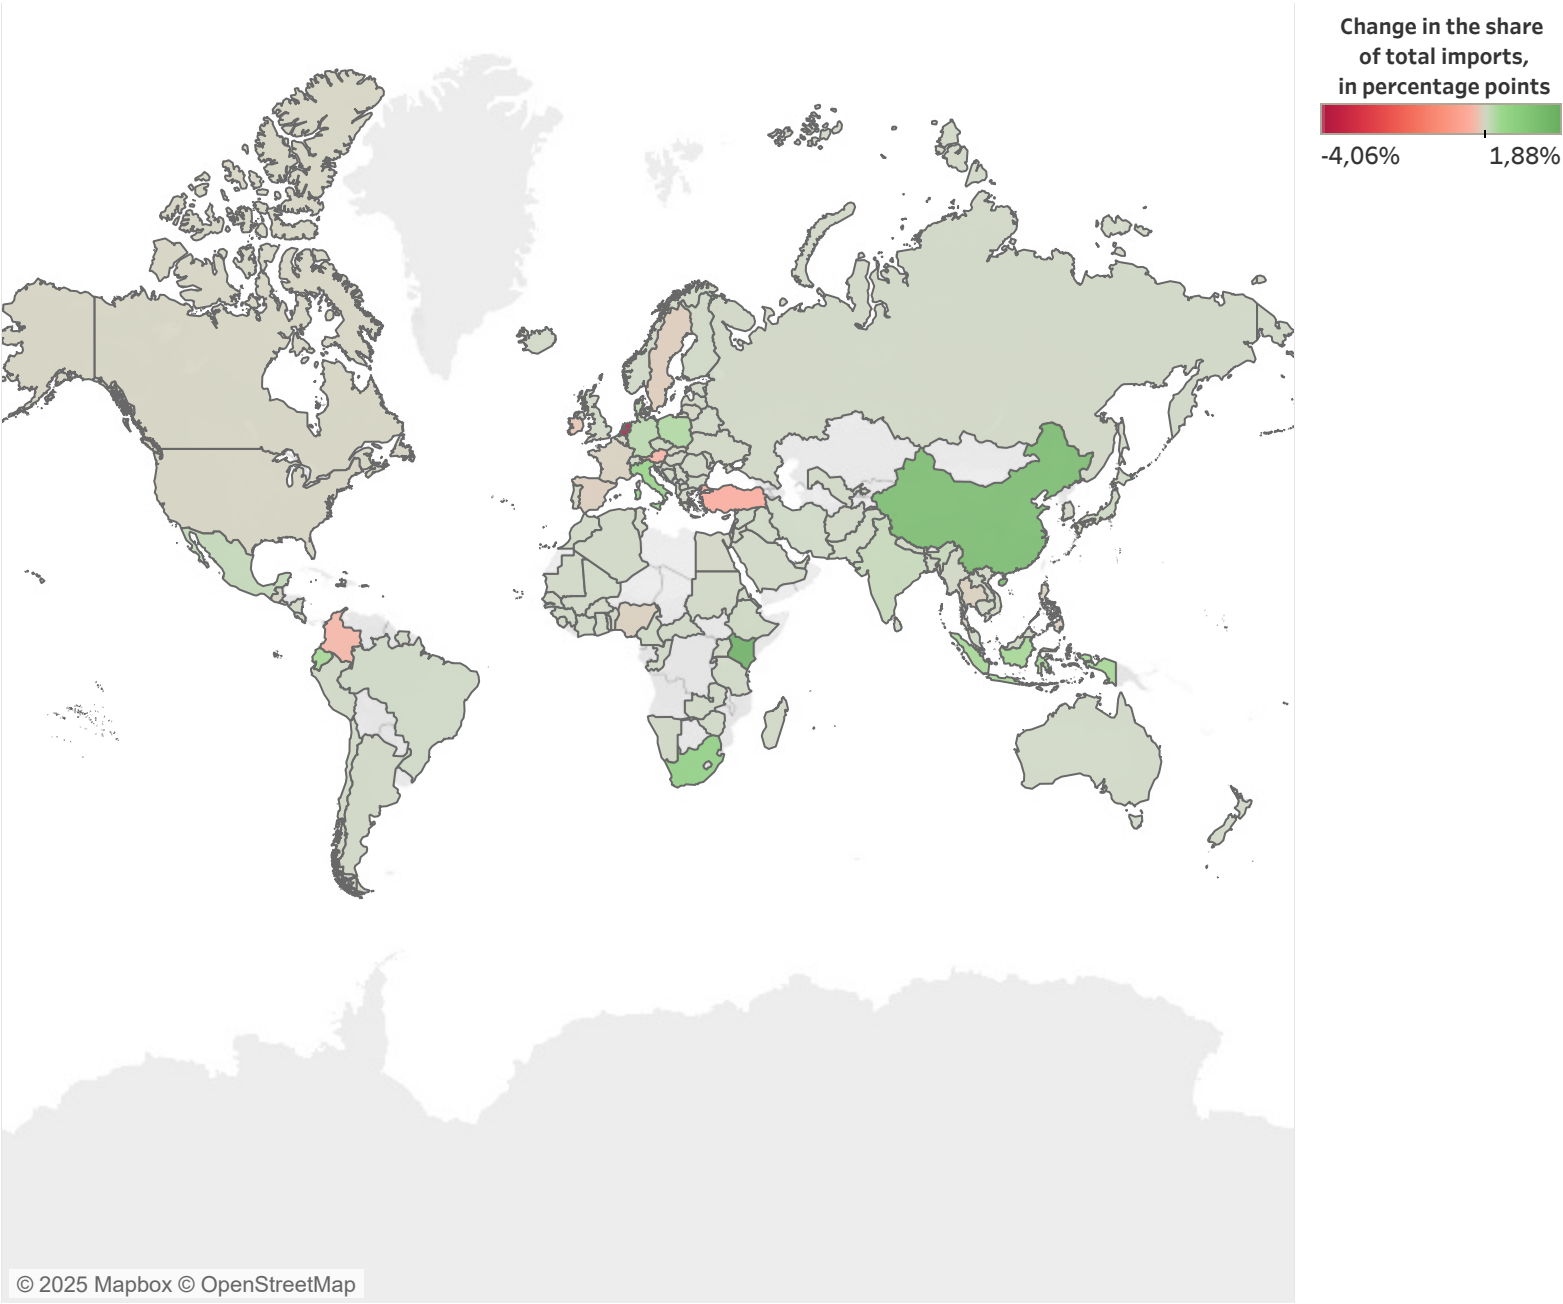 Change in the share
of total imports,
in percentage points
-4,06%
1,88%
© 2025 Mapbox © OpenStreetMap